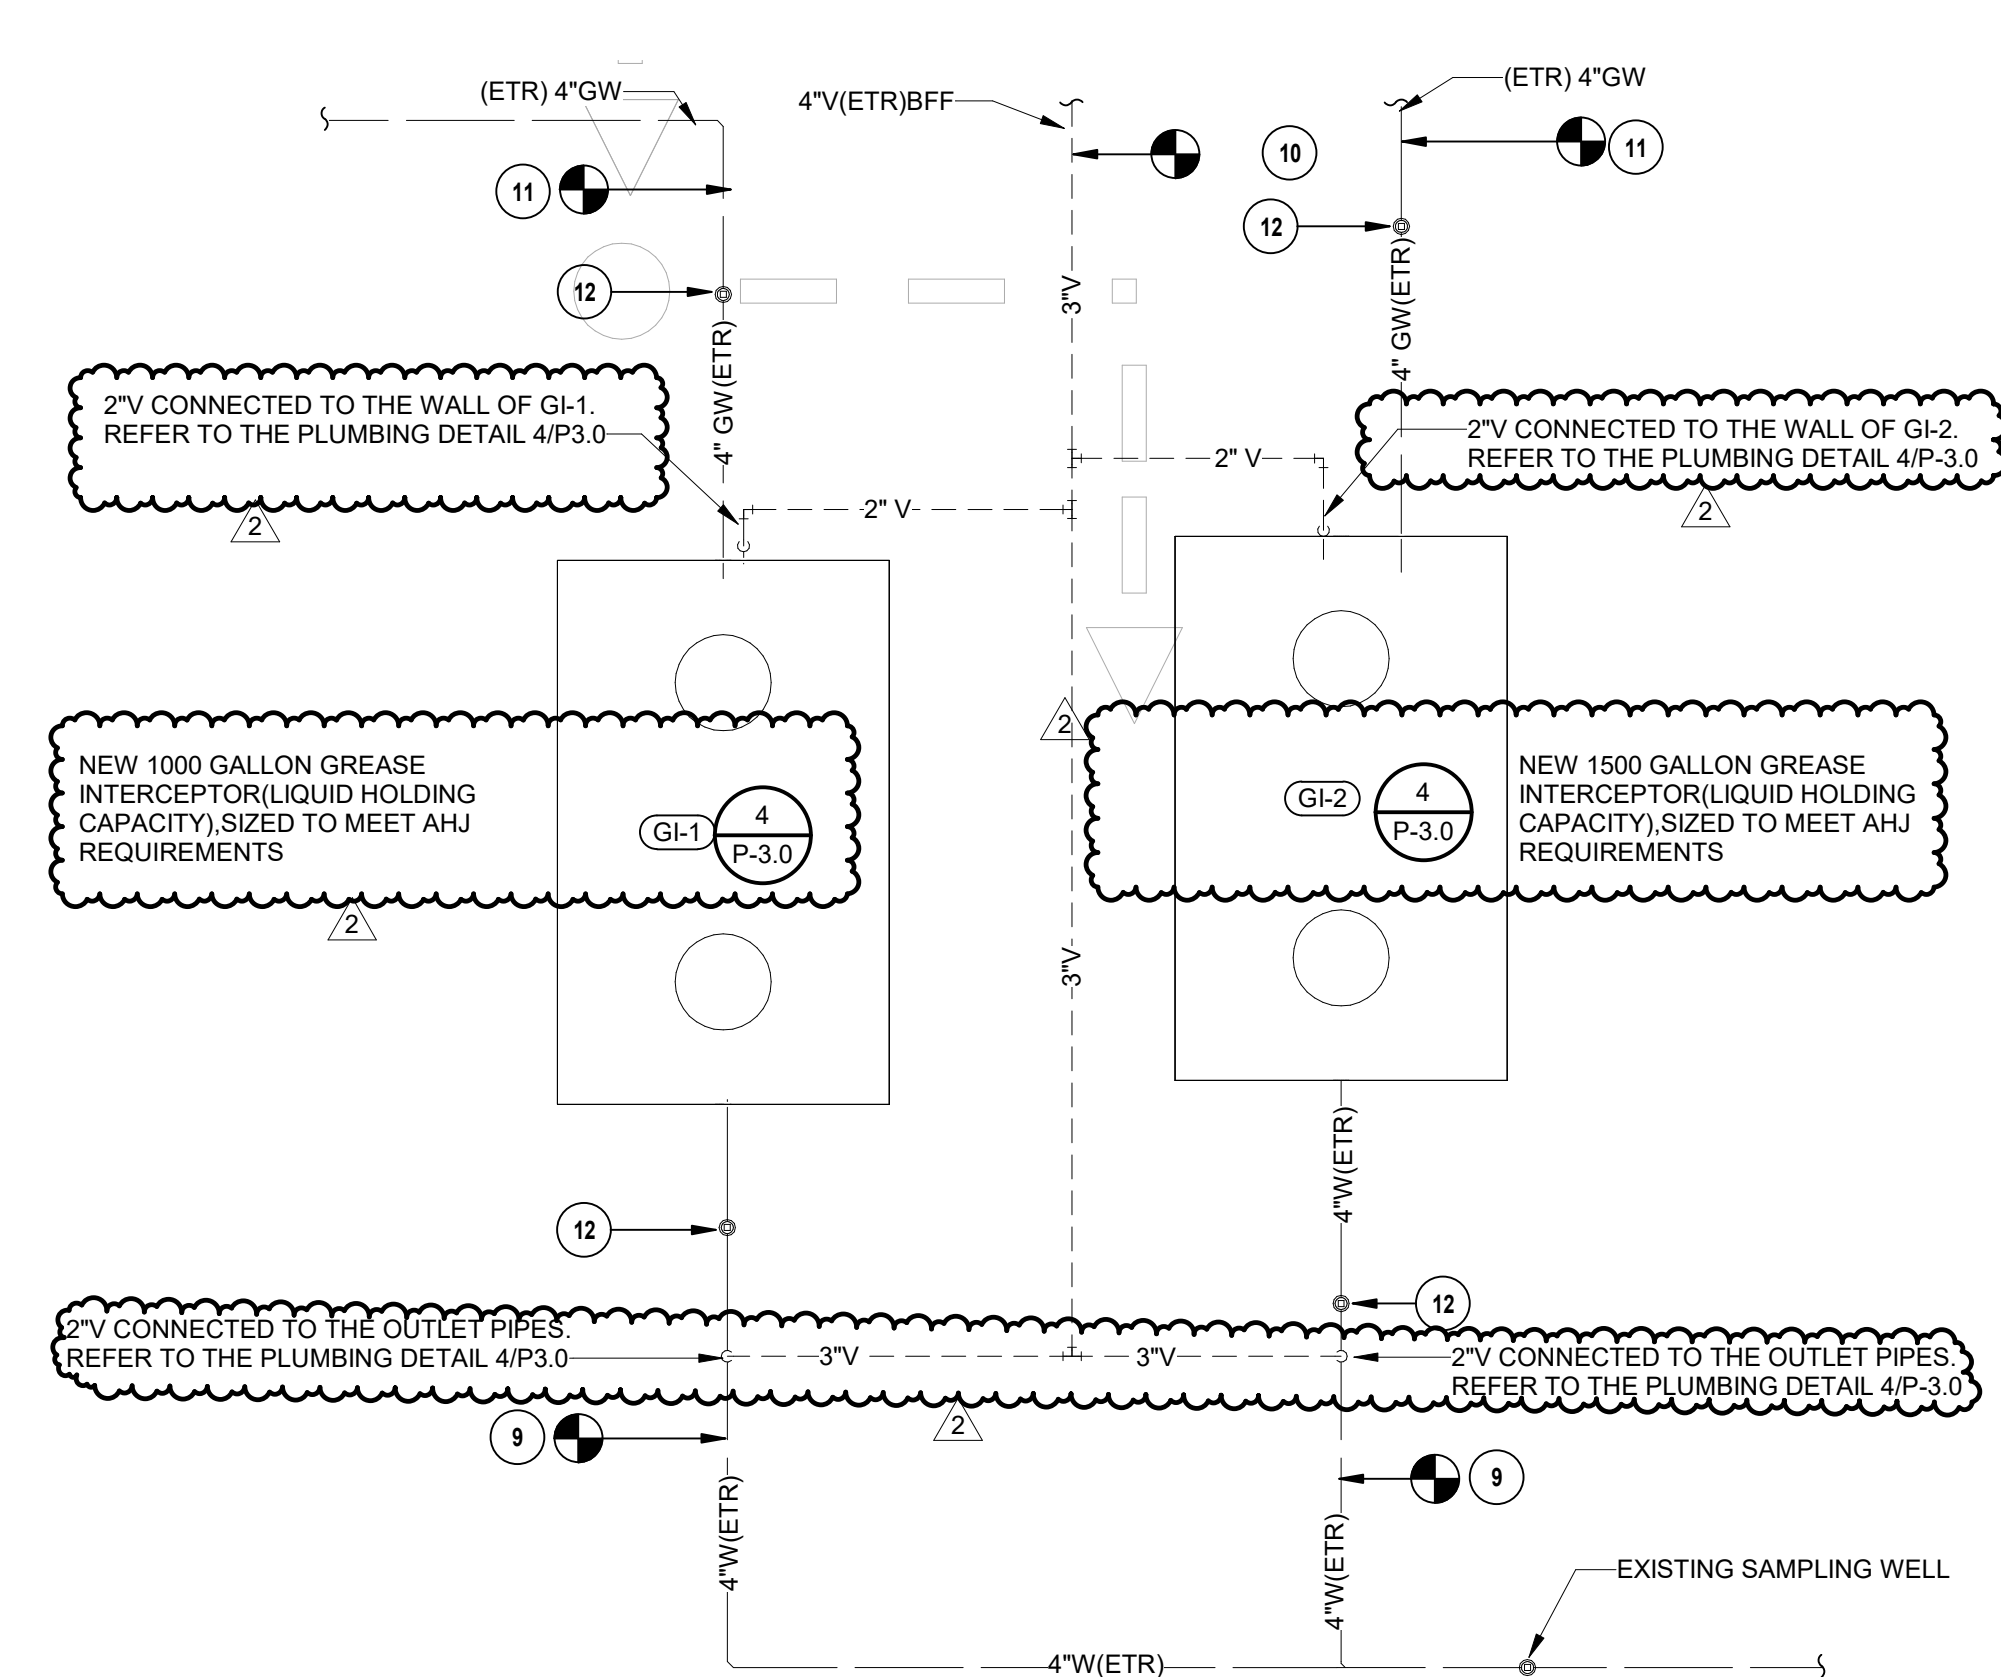 (ETR) 4"GW
4"V(ETR)BFF
(ETR) 4"GW
10
11
11
12
12
3"V
4" GW(ETR)
4" GW(ETR)
2"V CONNECTED TO THE WALL OF GI-1.
REFER TO THE PLUMBING DETAIL 4/P3.0
2
2"V CONNECTED TO THE WALL OF GI-2.
REFER TO THE PLUMBING DETAIL 4/P-3.0
2
2" V
2" V
2
NEW 1000 GALLON GREASE
INTERCEPTOR(LIQUID HOLDING
CAPACITY),SIZED TO MEET AHJ
REQUIREMENTS
2
GI-1
4
P-3.0
GI-2
4
P-3.0
NEW 1500 GALLON GREASE
INTERCEPTOR(LIQUID HOLDING
CAPACITY),SIZED TO MEET AHJ
REQUIREMENTS
3"V
4"W(ETR)
12
12
2"V CONNECTED TO THE OUTLET PIPES.
REFER TO THE PLUMBING DETAIL 4/P3.0
3"V
3"V
2"V CONNECTED TO THE OUTLET PIPES.
REFER TO THE PLUMBING DETAIL 4/P-3.0
2
9
9
4"W(ETR)
4"W(ETR)
EXISTING SAMPLING WELL
4"W(ETR)